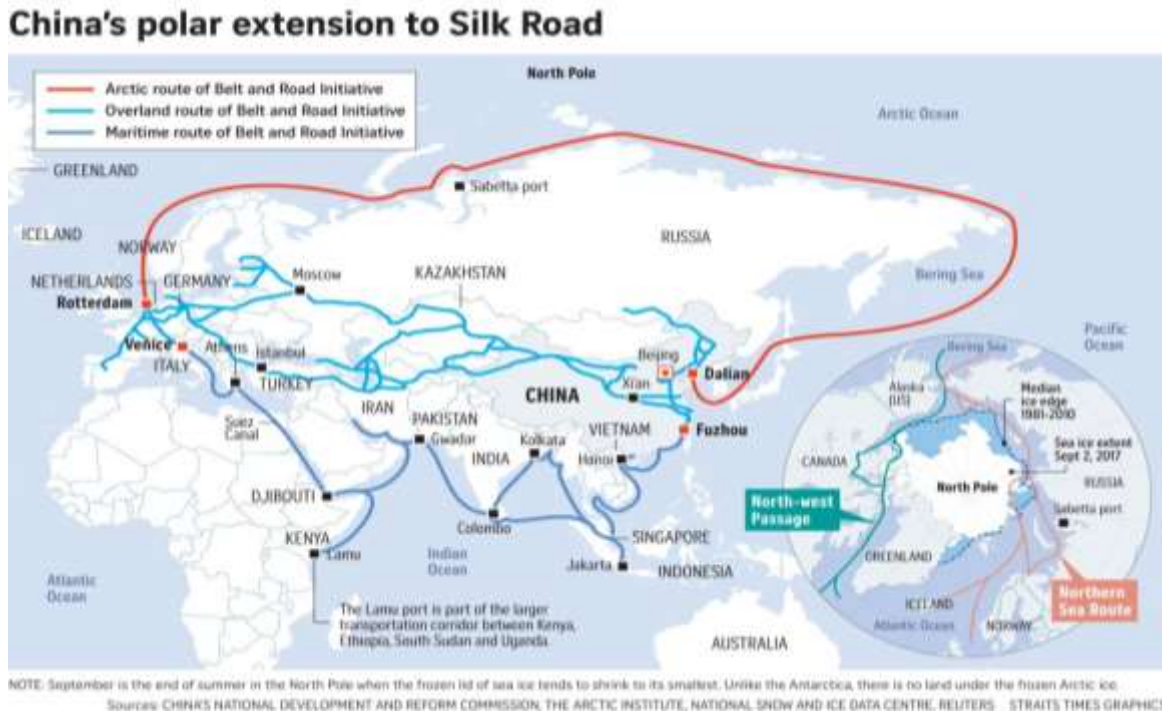 China's polar extension to Silk Road
North Pole
Arctic route of Belt and Road Initiative
Overland route of Belt and Road Initiative
Maritime route of Belt and Road Initiative
Arctic Ocean
GREENLAND
Sabetta port
ICELAND
NORWAY
RUSSIA
NETHERLANDS
GERMANY
Moscow
KAZAKHSTAN
Bering Sea
Rotterdam
Pacific
Ocean
Venice
Athens
Istanbul
Beijing
ITALY
TURKEY
Dalian
CHINA
Xian
IRAN
PAKISTAN
Suez
Canal
Gwadar
Kolkata
VIETNAM
Fuzhou
INDIA
Hanoi
DJIBOUTI
Colombo
KENYA
Lamu
SINGAPORE
Indian
Ocean
Jakarta
INDONESIA
Atlantic
Ocean
The Lamu port is part of the larger
transportation corridor between Kenya,
Ethiopia, South Sudan and Uganda.
AUSTRALIA
Bering Sea
Alaska
(US)
Median
ice edge
1981-2010
Sea ice extent
Sept 2, 2017
CANADA
North Pole
RUSSIA
North-west
Passage
Sabetta port
GREENLAND
Northern
Sea Route
ICELAND
Atlantic Ocean
NORWAY
NOTE: September is the end of summer in the North Pole when the frozen lid of sea ice tends to shrink to its smallest. Unlike the Antarctica, there is no land under the frozen Arctic ice.
Sources: CHINA'S NATIONAL DEVELOPMENT AND REFORM COMMISSION, THE ARCTIC INSTITUTE, NATIONAL SNOW AND ICE DATA CENTRE, REUTERS STRAITS TIMES GRAPHICS